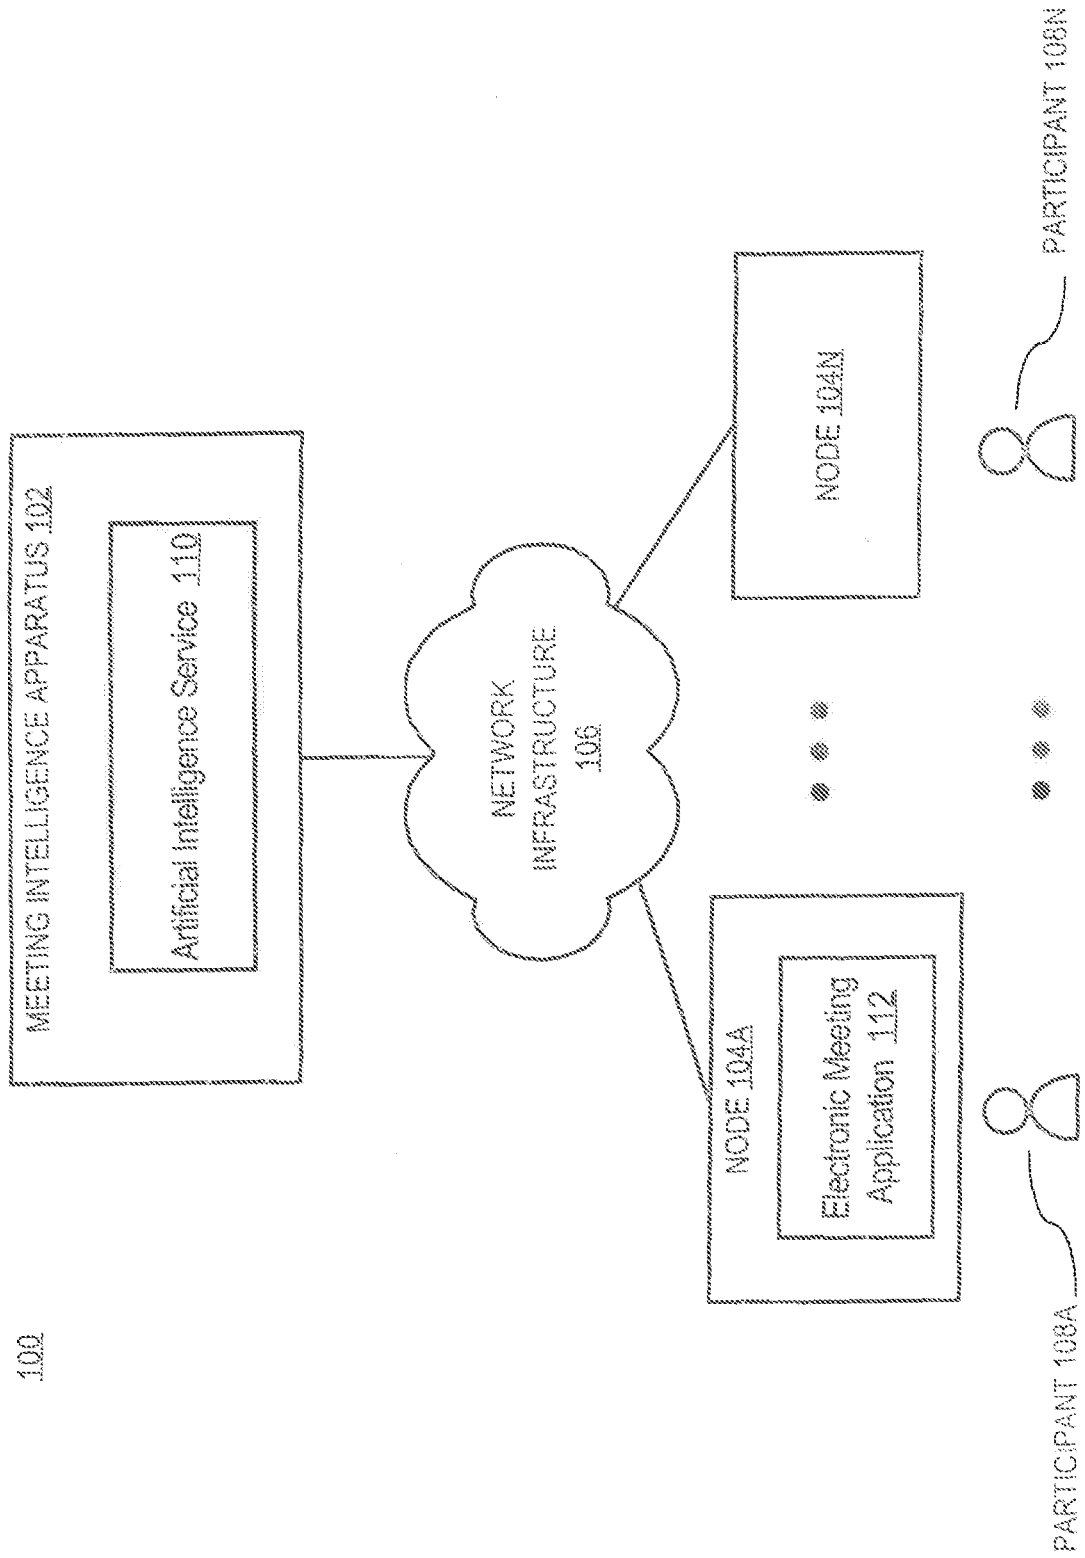 100
MEETING INTELLIGENCE APPARATUS 102
Artificial Intelligence Service 110
NETWORK
INFRASTRUCTURE
106
NODE 104A
Electronic Meeting
Application 112
NODE 104N
PARTICIPANT 108A
PARTICIPANT 108N